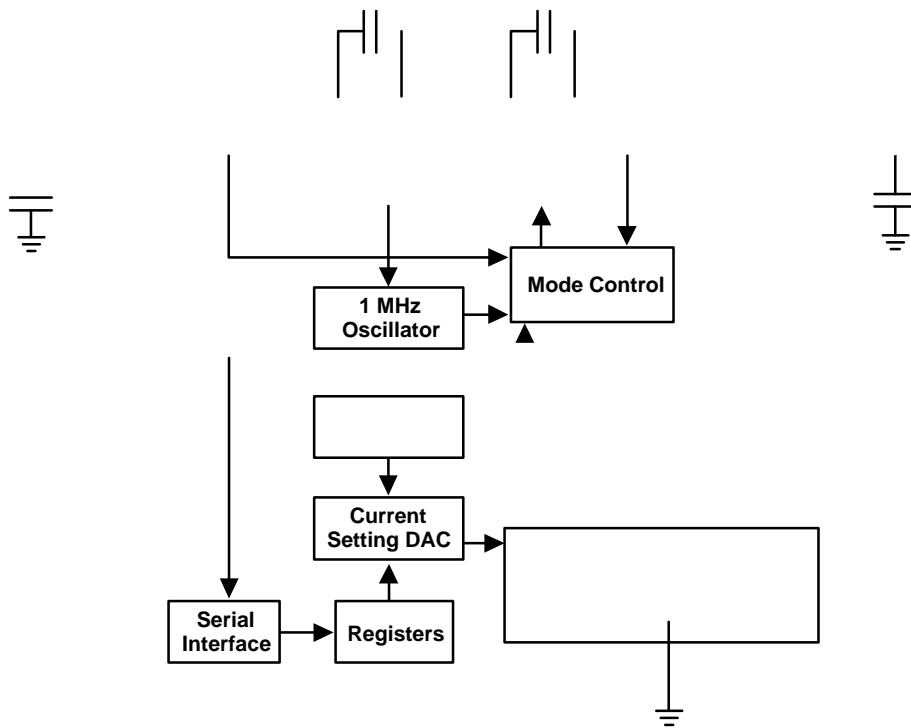 Mode Control
1 MHz
Oscillator
Current
Setting DAC
Serial
Interface
Registers